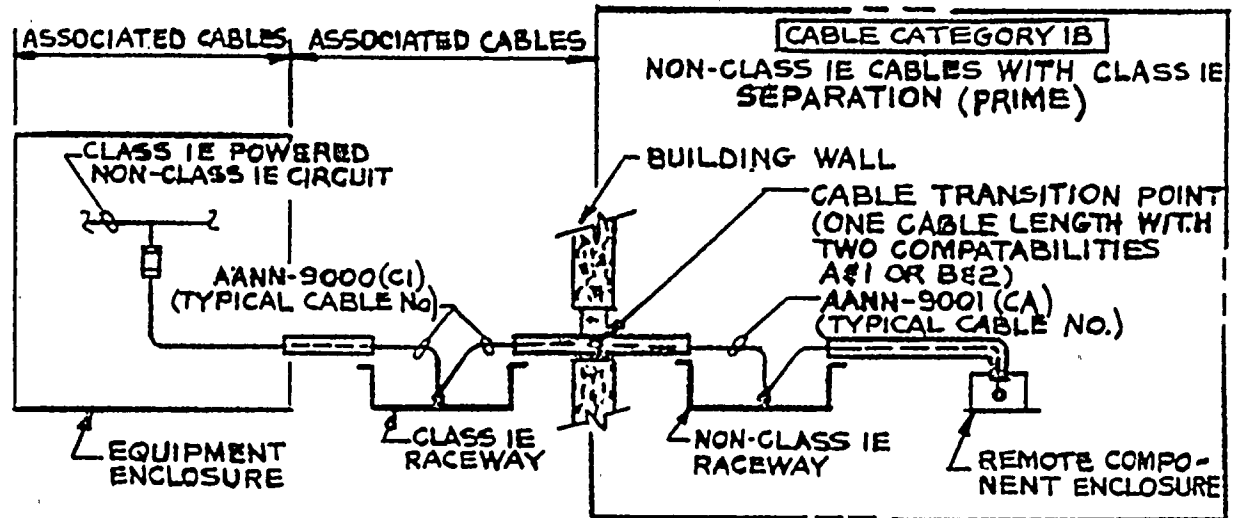 ASSOCIATED CABLES
ASSOCIATED CABLES
CABLE CATEGORY 1B
NON-CLASS IE CABLES WITH CLASS IE
SEPARATION (PRIME)
CLASS IE POWERED
NON-CLASS IE CIRCUIT
BUILDING WALL
CABLE TRANSITION POINT
(ONE CABLE LENGTH WITH
TWO COMPATABILITIES
A&1 OR B&2)
AANN-9000(C1)
(TYPICAL CABLE No)
AANN-9001(CA)
(TYPICAL CABLE NO.)
EQUIPMENT
ENCLOSURE
CLASS IE
RACEWAY
NON-CLASS IE
RACEWAY
REMOTE COMPO-
NENT ENCLOSURE